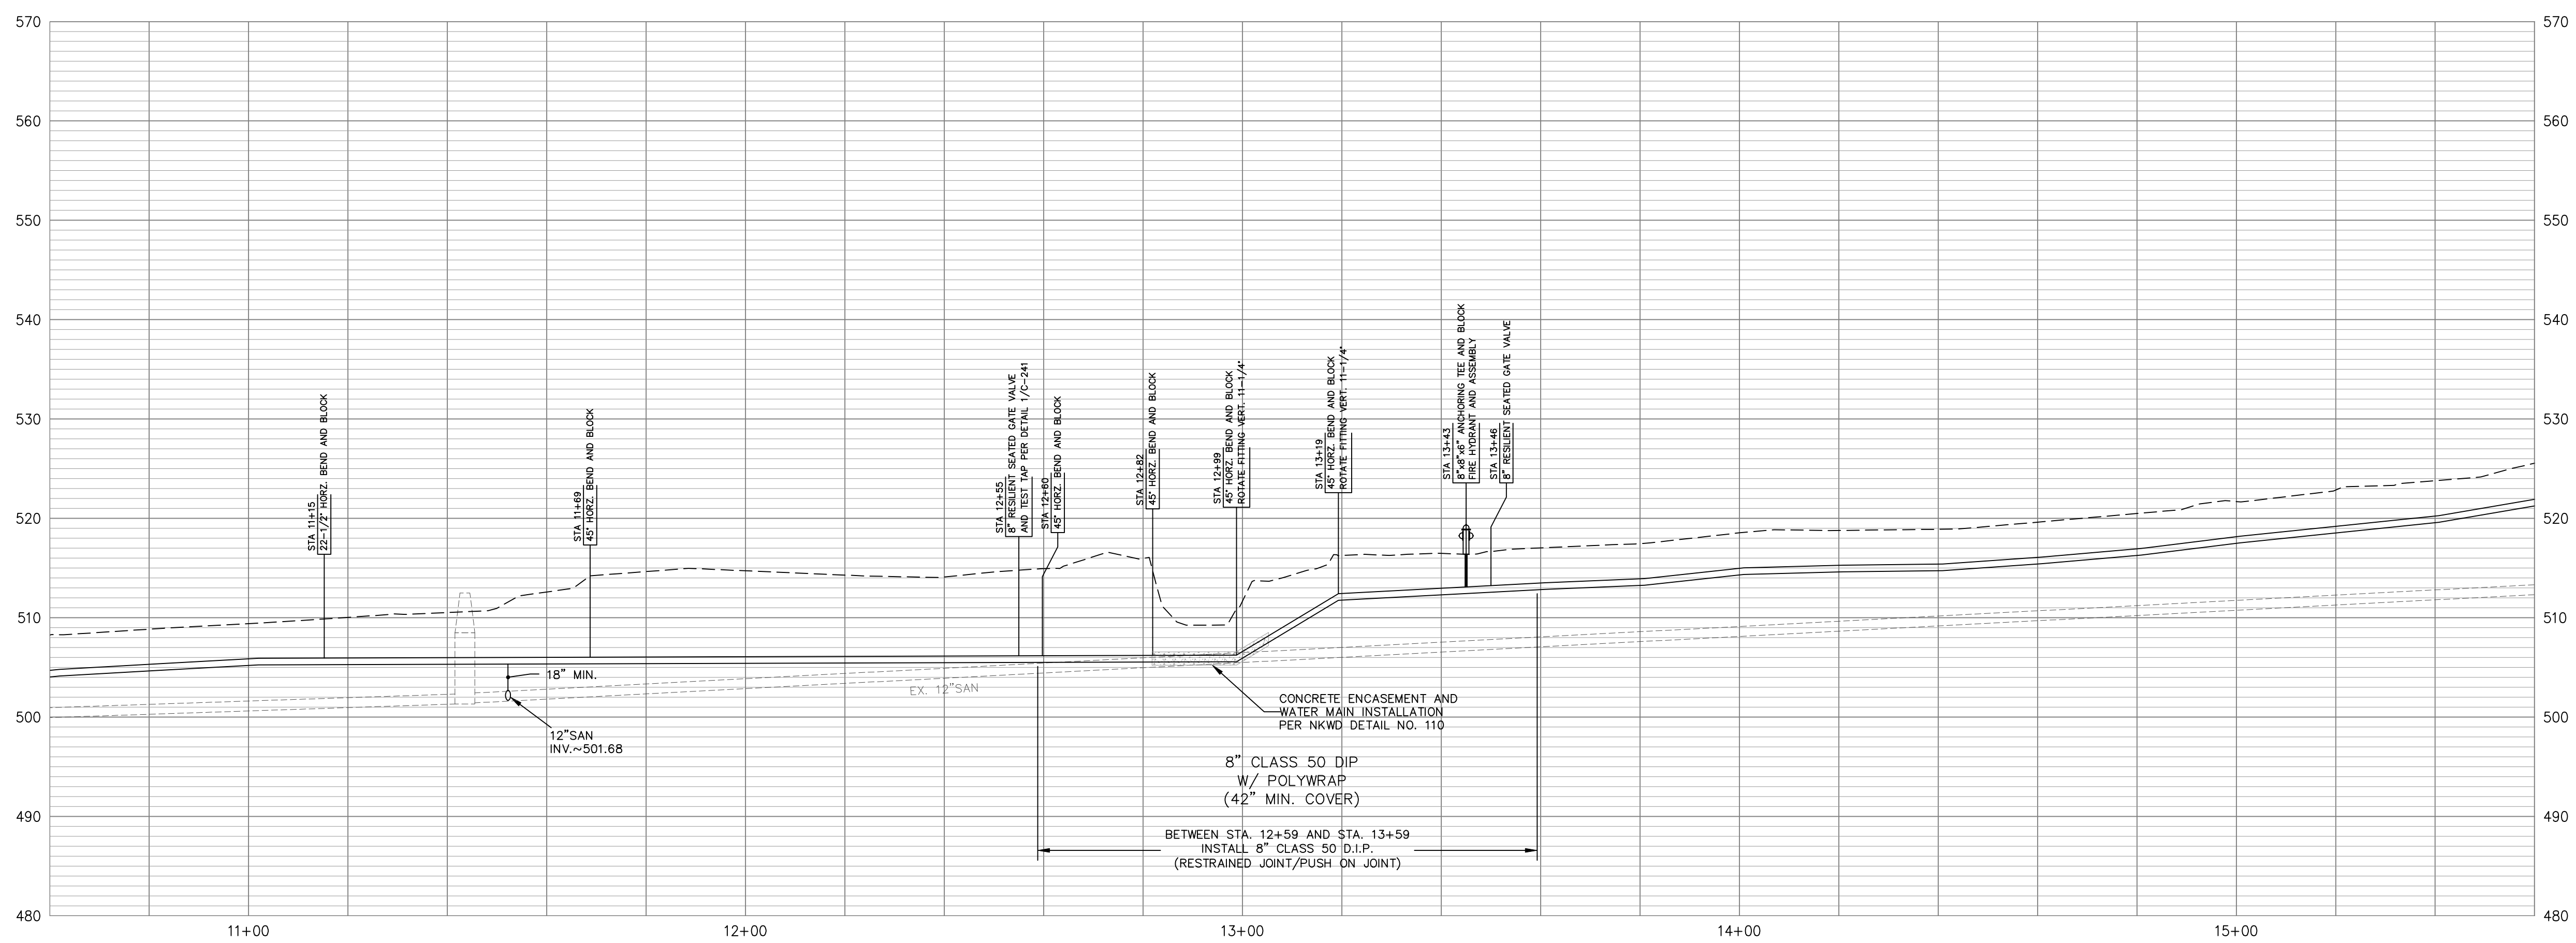 570
570
560
560
550
550
540
540
530
530
520
520
510
510
500
500
490
490
480
480
STA 11+15
22-1/2° HORZ. BEND AND BLOCK
STA 11+69
45° HORZ. BEND AND BLOCK
STA 12+55
8" RESILIENT SEATED GATE VALVE
AND TEST TAP PER DETAIL 1/C-241
STA 12+60
45° HORZ. BEND AND BLOCK
STA 12+82
45° HORZ. BEND AND BLOCK
STA 12+99
45° HORZ. BEND AND BLOCK
ROTATE FITTING VERT. 11-1/4°
STA 13+19
45° HORZ. BEND AND BLOCK
ROTATE FITTING VERT. 11-1/4°
STA 13+43
8"x8"x6" ANCHORING TEE AND BLOCK
FIRE HYDRANT AND ASSEMBLY
STA 13+46
8" RESILIENT SEATED GATE VALVE
18" MIN.
12"SAN
INV.~501.68
EX. 12"SAN
CONCRETE ENCASEMENT AND
WATER MAIN INSTALLATION
PER NKWD DETAIL NO. 110
8" CLASS 50 DIP
W/ POLYWRAP
(42" MIN. COVER)
BETWEEN STA. 12+59 AND STA. 13+59
INSTALL 8" CLASS 50 D.I.P.
(RESTRAINED JOINT/PUSH ON JOINT)
11+00
12+00
13+00
14+00
15+00